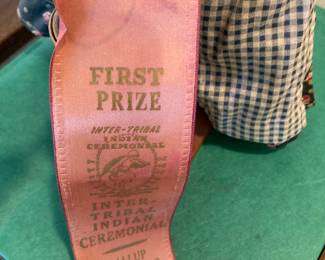 FIRST
PRIZE
INTER-TRIBAL
INDIAN
CEREMONIAL
INTER-
TRIBAL
INDIAN
CEREMONIAL